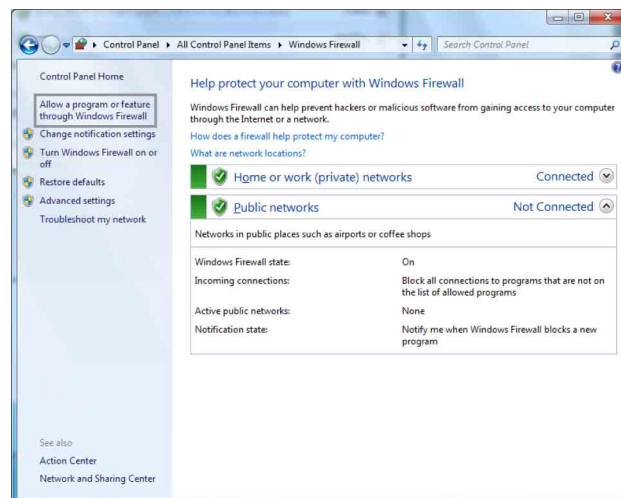 Control Panel ▸ All Control Panel Items ▸ Windows Firewall
Search Control Panel
Control Panel Home
Allow a program or feature
through Windows Firewall
Change notification settings
Turn Windows Firewall on or
off
Restore defaults
Advanced settings
Troubleshoot my network
See also
Action Center
Network and Sharing Center
Help protect your computer with Windows Firewall
Windows Firewall can help prevent hackers or malicious software from gaining access to your computer
through the Internet or a network.
How does a firewall help protect my computer?
What are network locations?
Home or work (private) networks Connected
Public networks Not Connected
Networks in public places such as airports or coffee shops
Windows Firewall state: On
Incoming connections: Block all connections to programs that are not on
the list of allowed programs
Active public networks: None
Notification state: Notify me when Windows Firewall blocks a new
program